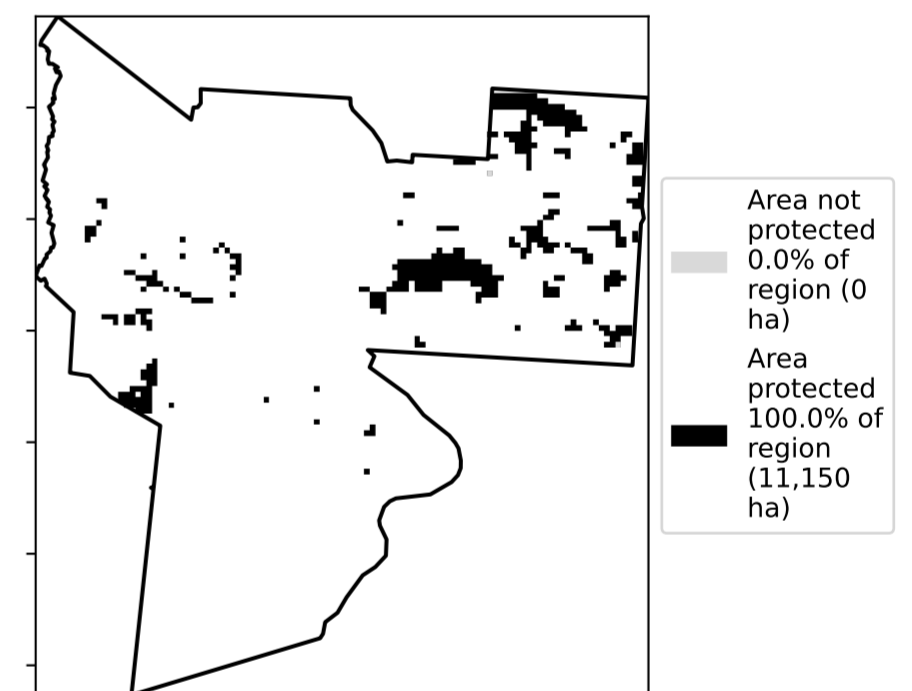 Area not
protected
0.0% of
region (0
ha)
Area
protected
100.0% of
region
(11,150
ha)